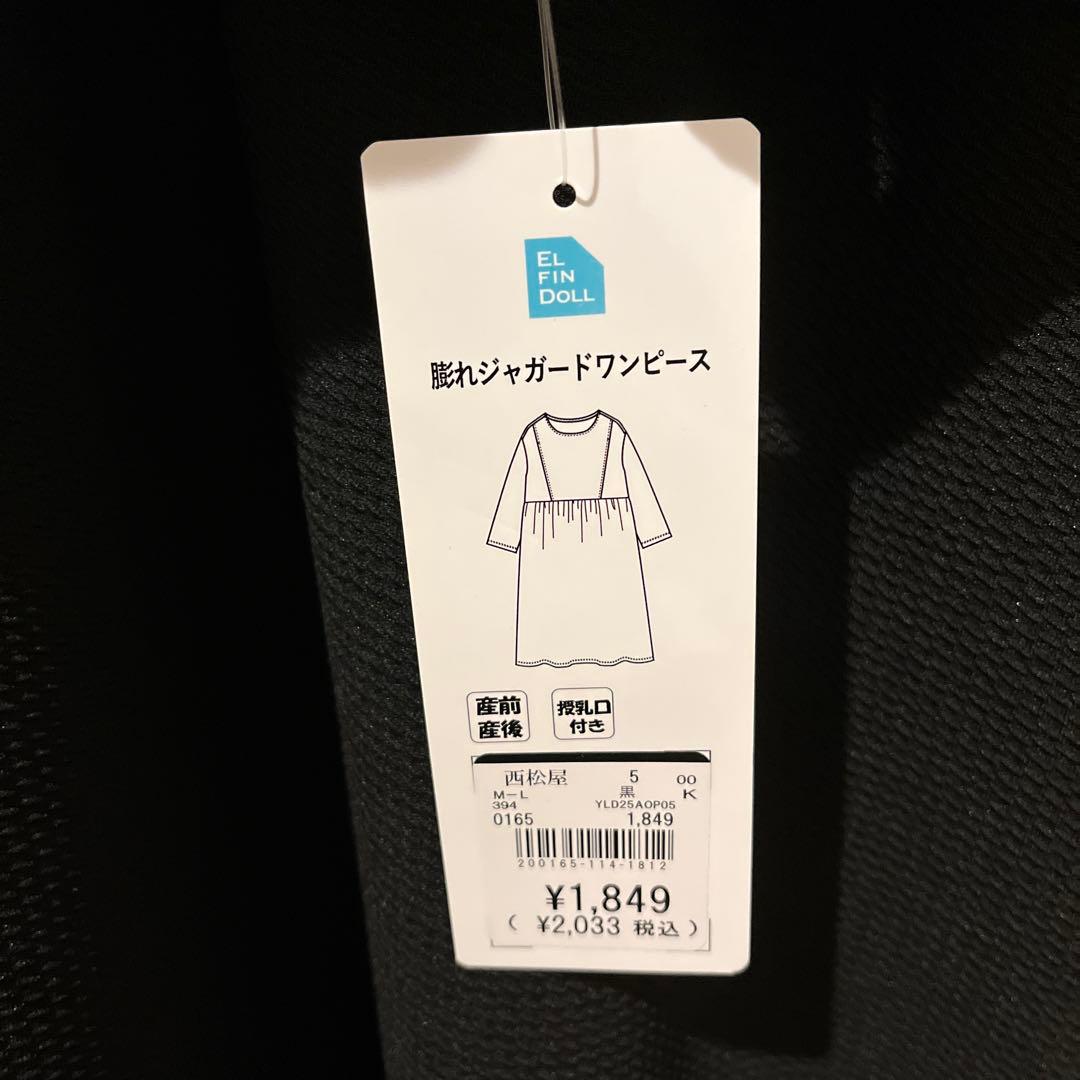 EL
FIN
DOLL
膨れジャガードワンピース
産前
産後
授乳口
付き
西松屋 5 00
M-L 黒 K
394 YLD25AOP05
0165 1,849
200165-114-1812
¥1,849
( ¥2,033 税込 )